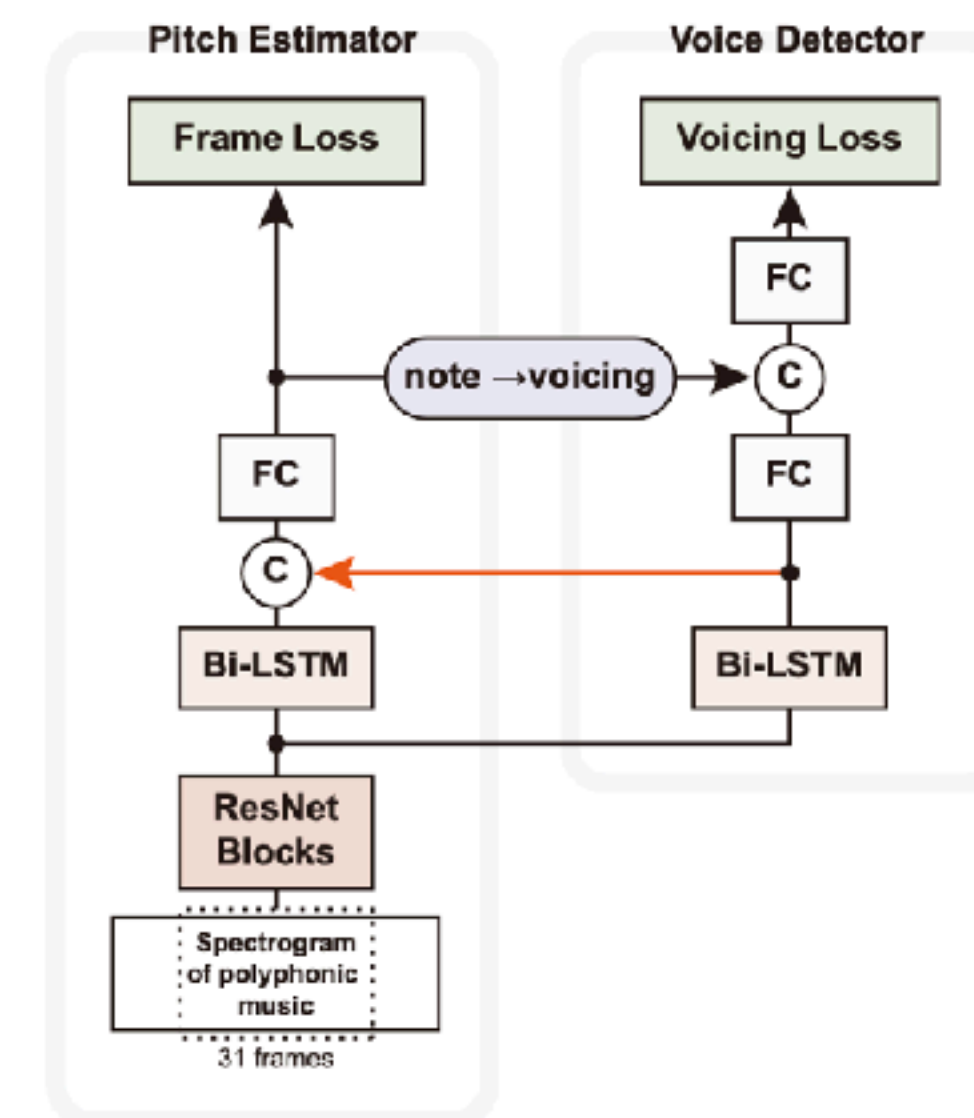 Pitch Estimator
Voice Detector
Frame Loss
Voicing Loss
FC
note →voicing
C
FC
FC
C
Bi-LSTM
Bi-LSTM
ResNet
Blocks
Spectrogram
of polyphonic
music
31 frames